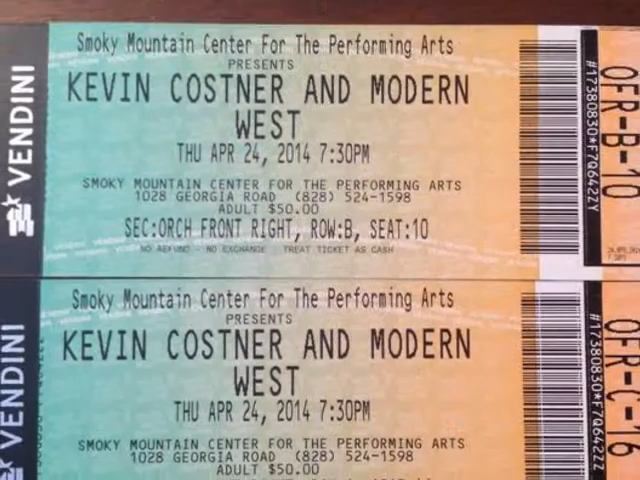 VENDINI
Smoky Mountain Center For The Performing Arts
PRESENTS
KEVIN COSTNER AND MODERN
WEST
THU APR 24, 2014 7:30PM
SMOKY MOUNTAIN CENTER FOR THE PERFORMING ARTS
1028 GEORGIA ROAD (828) 524-1598
ADULT $50.00
SEC:ORCH FRONT RIGHT, ROW:B, SEAT:10
NO REFUND - NO EXCHANGE TREAT TICKET AS CASH
#17380830*F7Q642ZY
OFR-B-10
VENDINI
Smoky Mountain Center For The Performing Arts
PRESENTS
KEVIN COSTNER AND MODERN
WEST
THU APR 24, 2014 7:30PM
SMOKY MOUNTAIN CENTER FOR THE PERFORMING ARTS
1028 GEORGIA ROAD (828) 524-1598
ADULT $50.00
#17380830*F7Q642ZZ
OFR-C-16